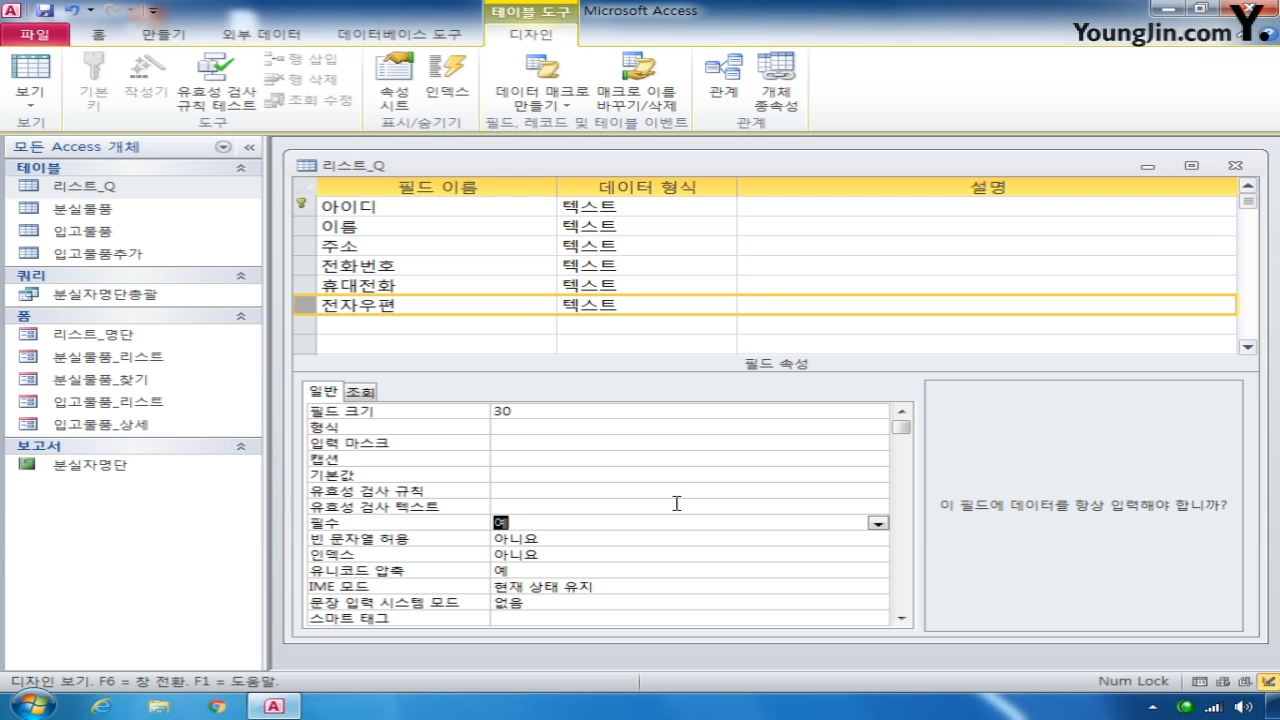 테이블 도구 Microsoft Access
YoungJin.com Y.
파일 홈 만들기 외부 데이터 데이터베이스 도구 디자인
보기 기본 키 작성기 유효성 검사 규칙 테스트 행 삽입 행 삭제 조회 수정 속성 시트 인덱스 데이터 매크로 만들기 매크로 이름 바꾸기/삭제 관계 개체 종속성
보기 도구 표시/숨기기 필드, 레코드 및 테이블 이벤트 관계
모든 Access 개체
테이블
리스트_Q
분실물품
입고물품
입고물품추가
쿼리
분실자명단총괄
폼
리스트_명단
분실물품_리스트
분실물품_찾기
입고물품_리스트
입고물품_상세
보고서
분실자명단
리스트_Q
필드 이름 데이터 형식 설명
아이디 텍스트
이름 텍스트
주소 텍스트
전화번호 텍스트
휴대전화 텍스트
전자우편 텍스트
필드 속성
일반 조회
필드 크기 30
형식
입력 마스크
캡션
기본값
유효성 검사 규칙
유효성 검사 텍스트
필수 예
빈 문자열 허용 아니요
인덱스 아니요
유니코드 압축 예
IME 모드 현재 상태 유지
문장 입력 시스템 모드 없음
스마트 태그
이 필드에 데이터를 항상 입력해야 합니까?
디자인 보기. F6 = 창 전환. F1 = 도움말. Num Lock